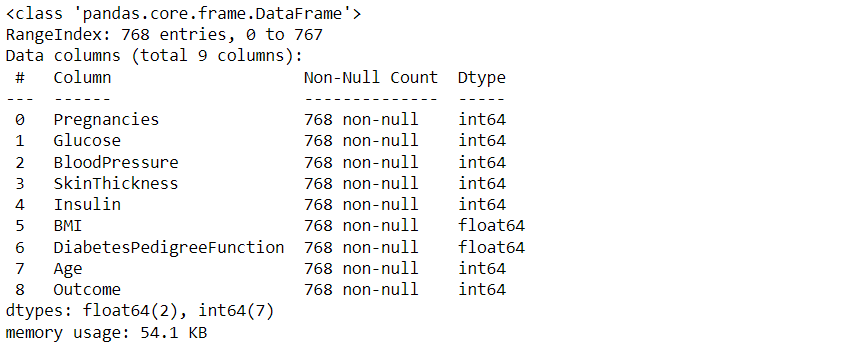 <class 'pandas.core.frame.DataFrame'>
RangeIndex: 768 entries, 0 to 767
Data columns (total 9 columns):
 #   Column                    Non-Null Count  Dtype
---  ------                    --------------  -----
 0   Pregnancies               768 non-null    int64
 1   Glucose                   768 non-null    int64
 2   BloodPressure             768 non-null    int64
 3   SkinThickness             768 non-null    int64
 4   Insulin                   768 non-null    int64
 5   BMI                       768 non-null    float64
 6   DiabetesPedigreeFunction  768 non-null    float64
 7   Age                       768 non-null    int64
 8   Outcome                   768 non-null    int64
dtypes: float64(2), int64(7)
memory usage: 54.1 KB